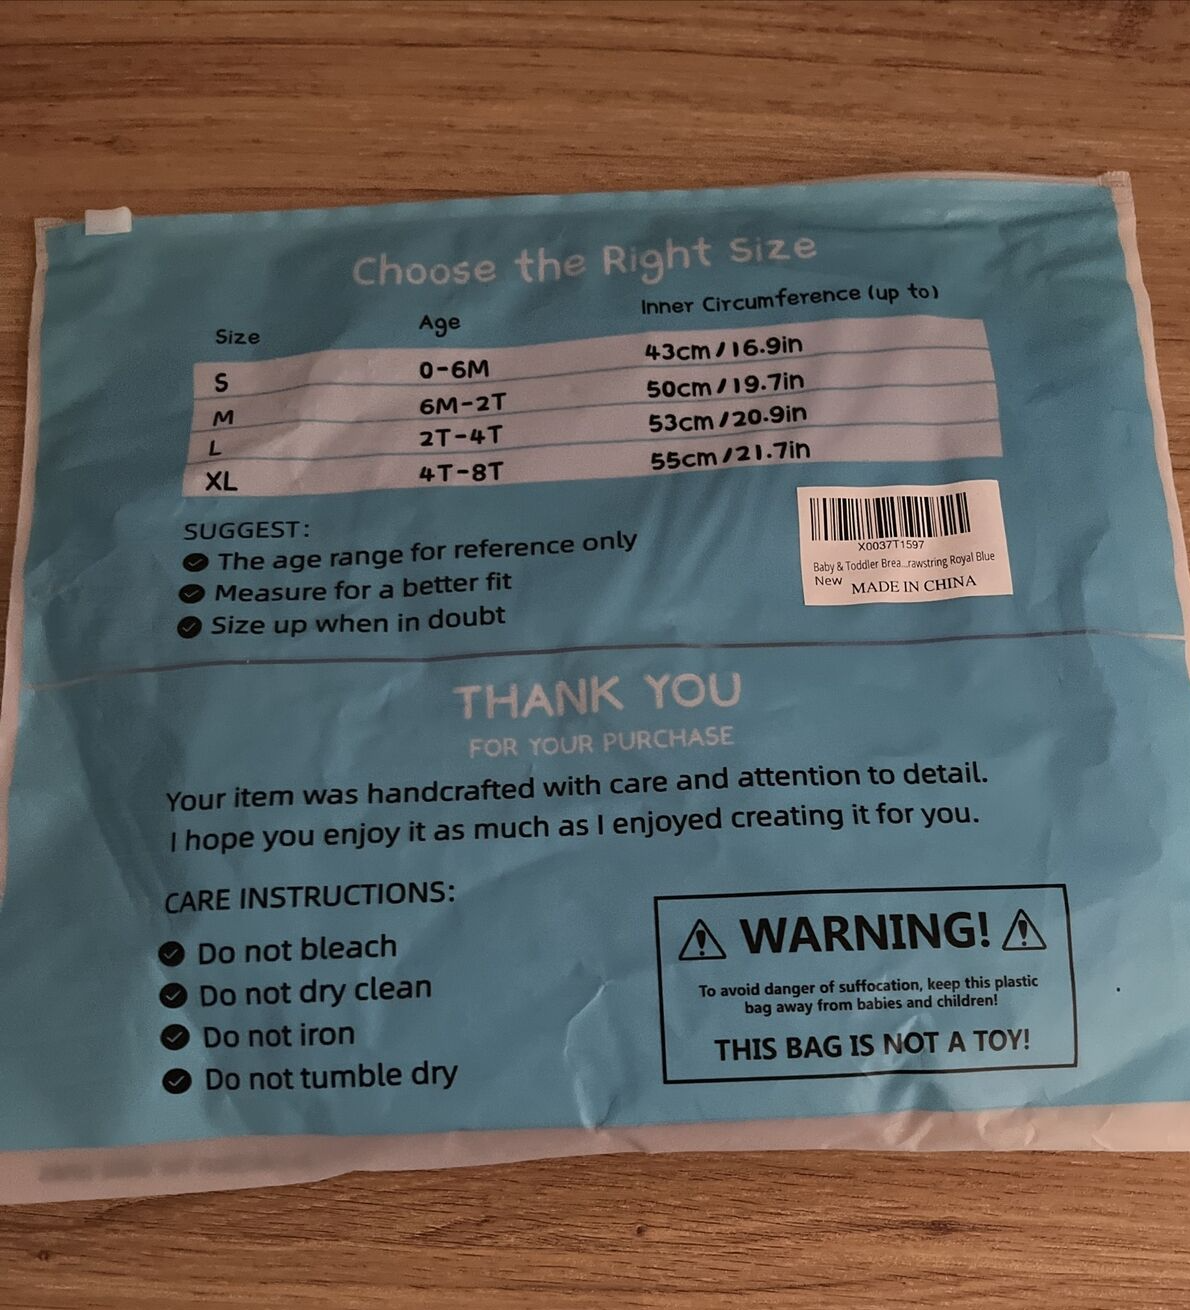 Choose the Right Size
Size Age Inner Circumference (up to)
S 0-6M 43cm/16.9in
M 6M-2T 50cm/19.7in
L 2T-4T 53cm/20.9in
XL 4T-8T 55cm/21.7in
SUGGEST:
The age range for reference only
Measure for a better fit
Size up when in doubt
X0037T1597
Baby & Toddler Brea...rawstring Royal Blue
New MADE IN CHINA
THANK YOU
FOR YOUR PURCHASE
Your item was handcrafted with care and attention to detail.
I hope you enjoy it as much as I enjoyed creating it for you.
CARE INSTRUCTIONS:
Do not bleach
Do not dry clean
Do not iron
Do not tumble dry
WARNING!
To avoid danger of suffocation, keep this plastic
bag away from babies and children!
THIS BAG IS NOT A TOY!